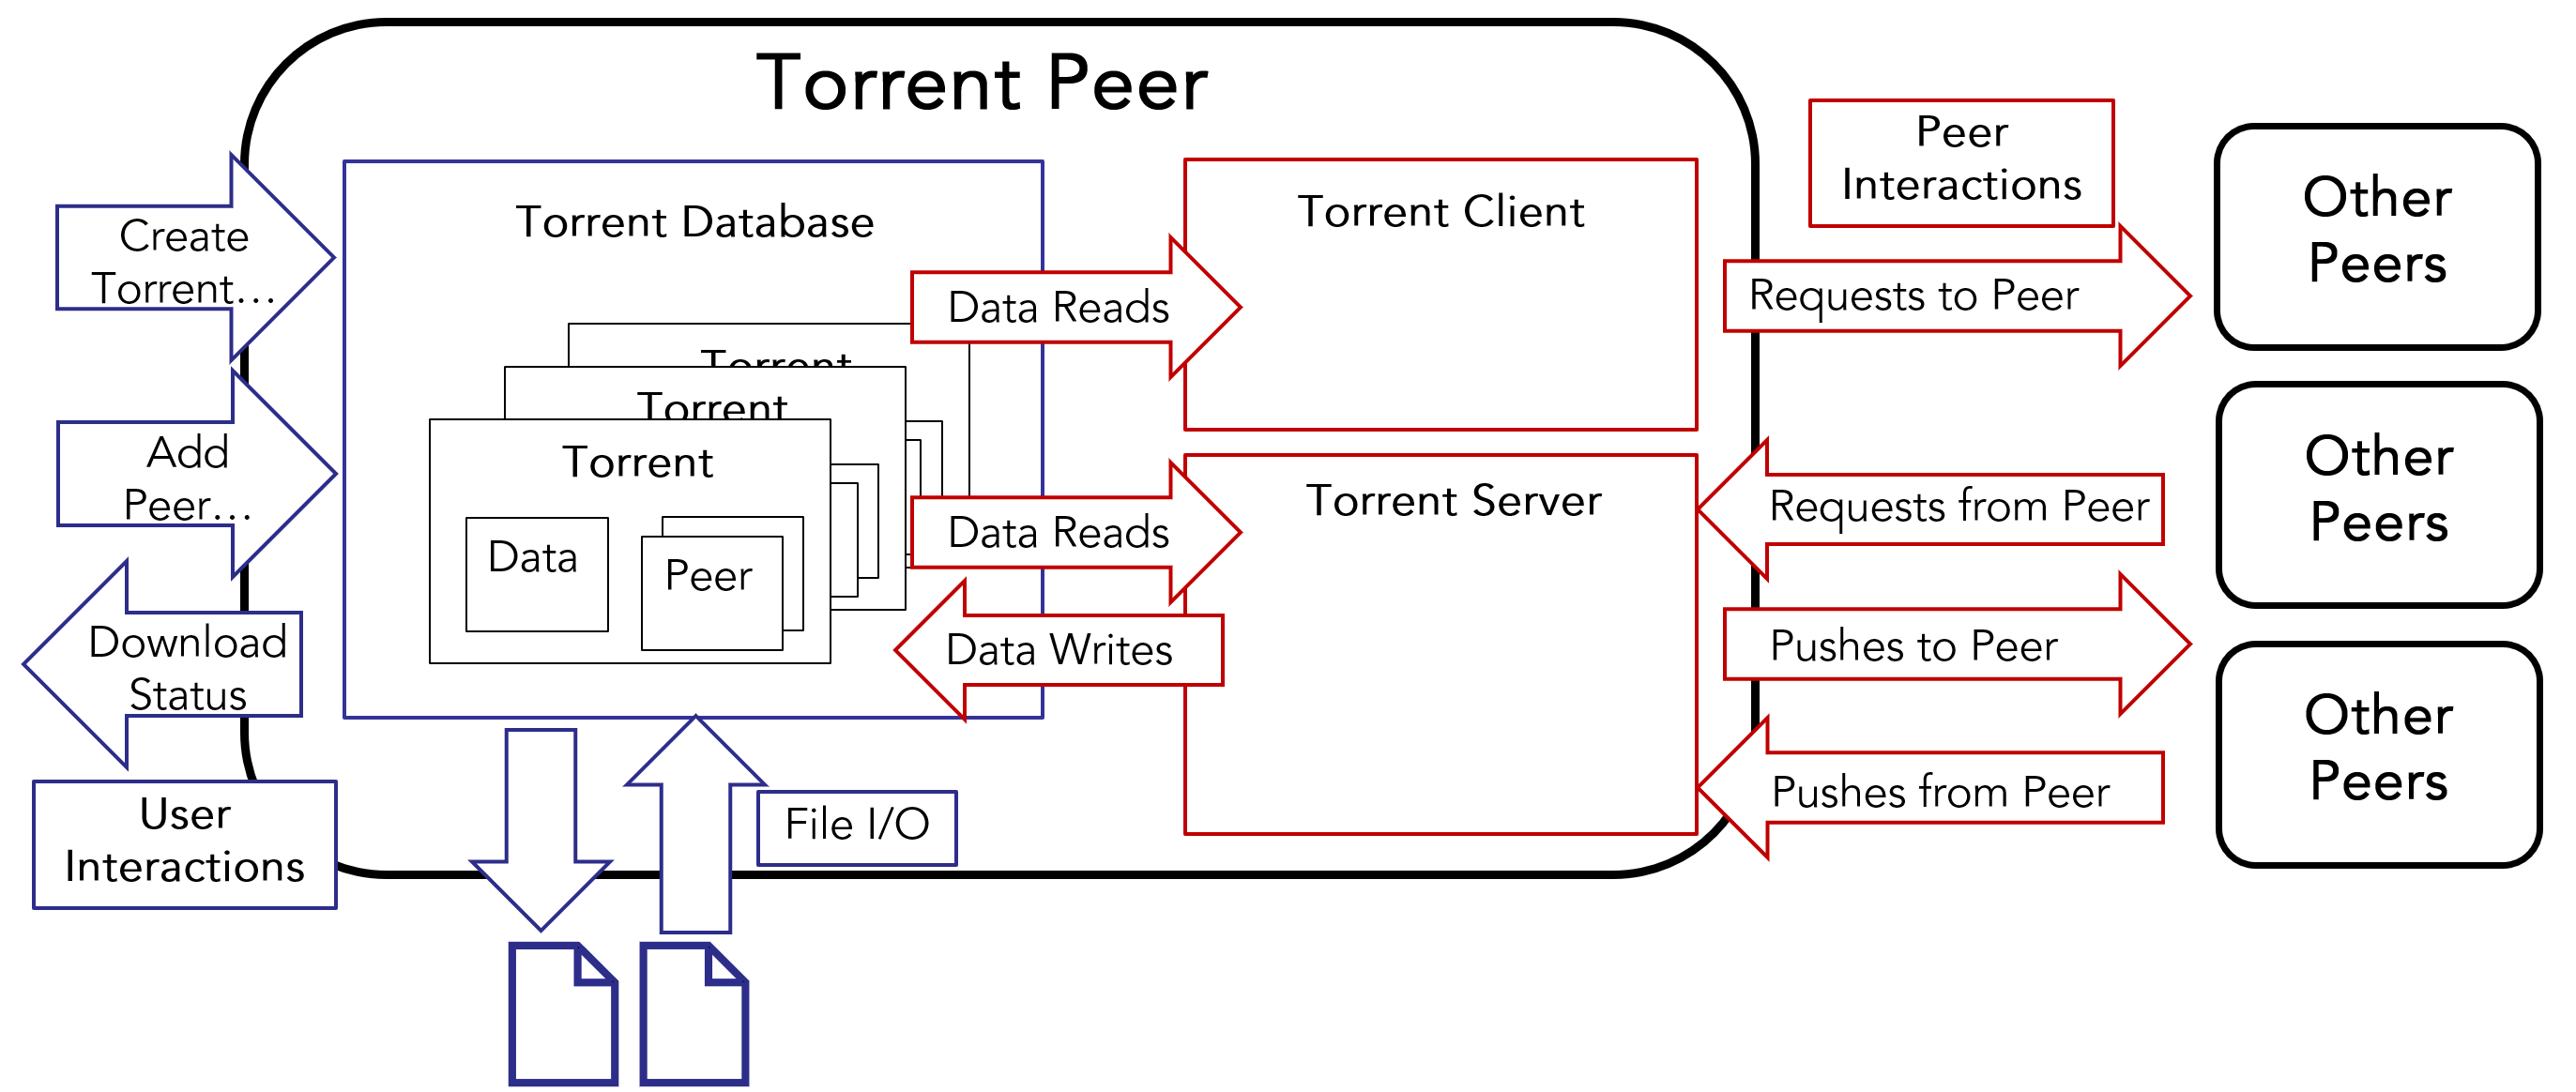 Torrent Peer
Create
Torrent...
Add
Peer...
Download
Status
User
Interactions
Torrent Database
Torrent
Torrent
Torrent
Data
Peer
Data Reads
Data Reads
Data Writes
File I/O
Torrent Client
Torrent Server
Peer
Interactions
Requests to Peer
Requests from Peer
Pushes to Peer
Pushes from Peer
Other
Peers
Other
Peers
Other
Peers